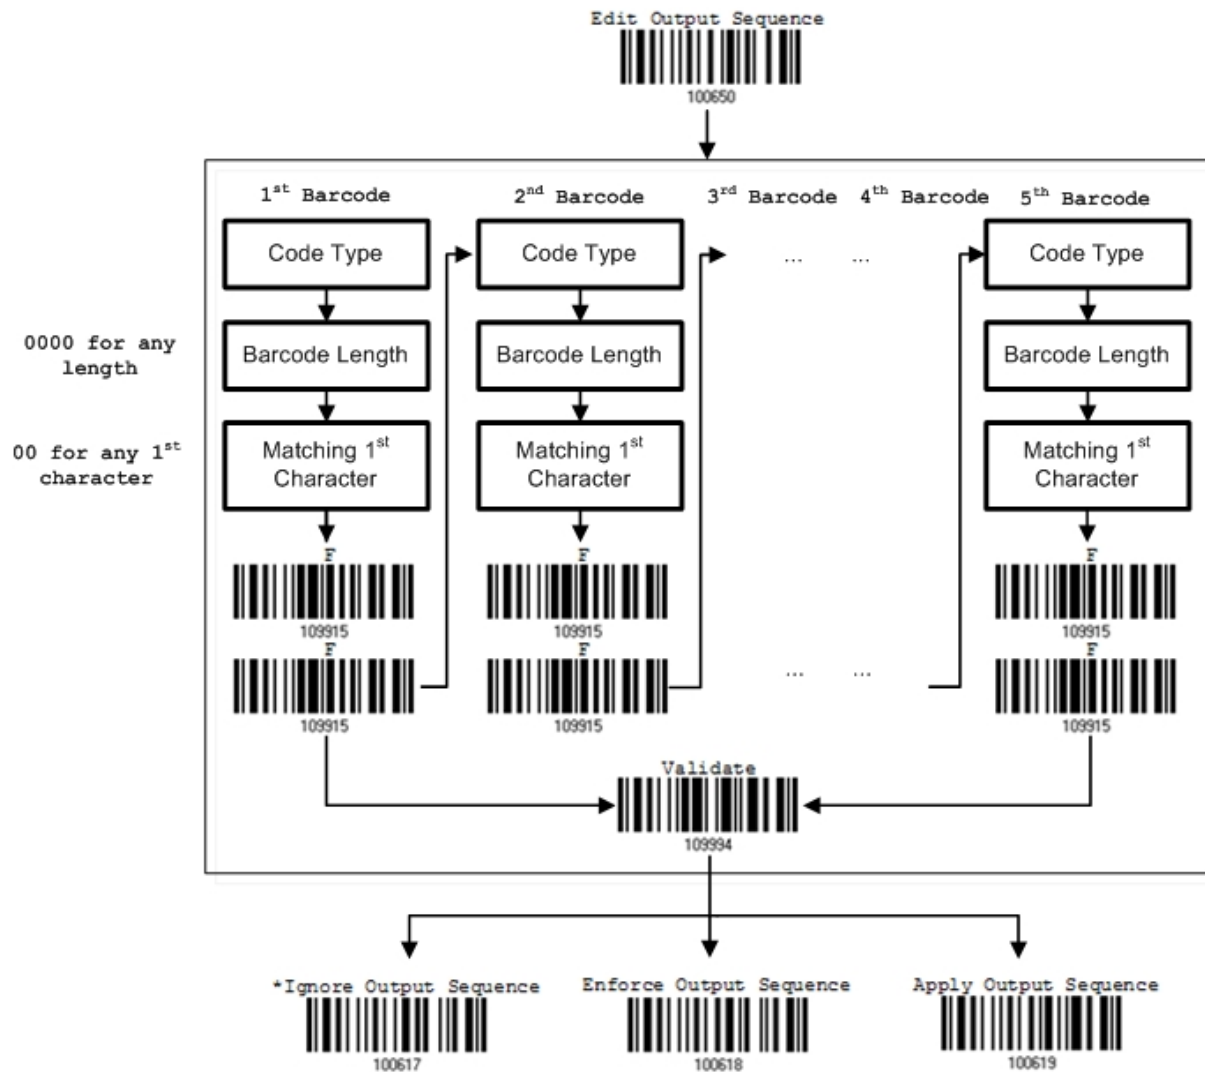 Edit Output Sequence
100650
1st Barcode 2nd Barcode 3rd Barcode 4th Barcode 5th Barcode
Code Type Code Type ... ... Code Type
0000 for any
length
Barcode Length Barcode Length Barcode Length
00 for any 1st
character
Matching 1st
Character
Matching 1st
Character
Matching 1st
Character
109915 109915 109915
... ...
109915 109915 109915
Validate
109994
*Ignore Output Sequence Enforce Output Sequence Apply Output Sequence
100617 100618 100619